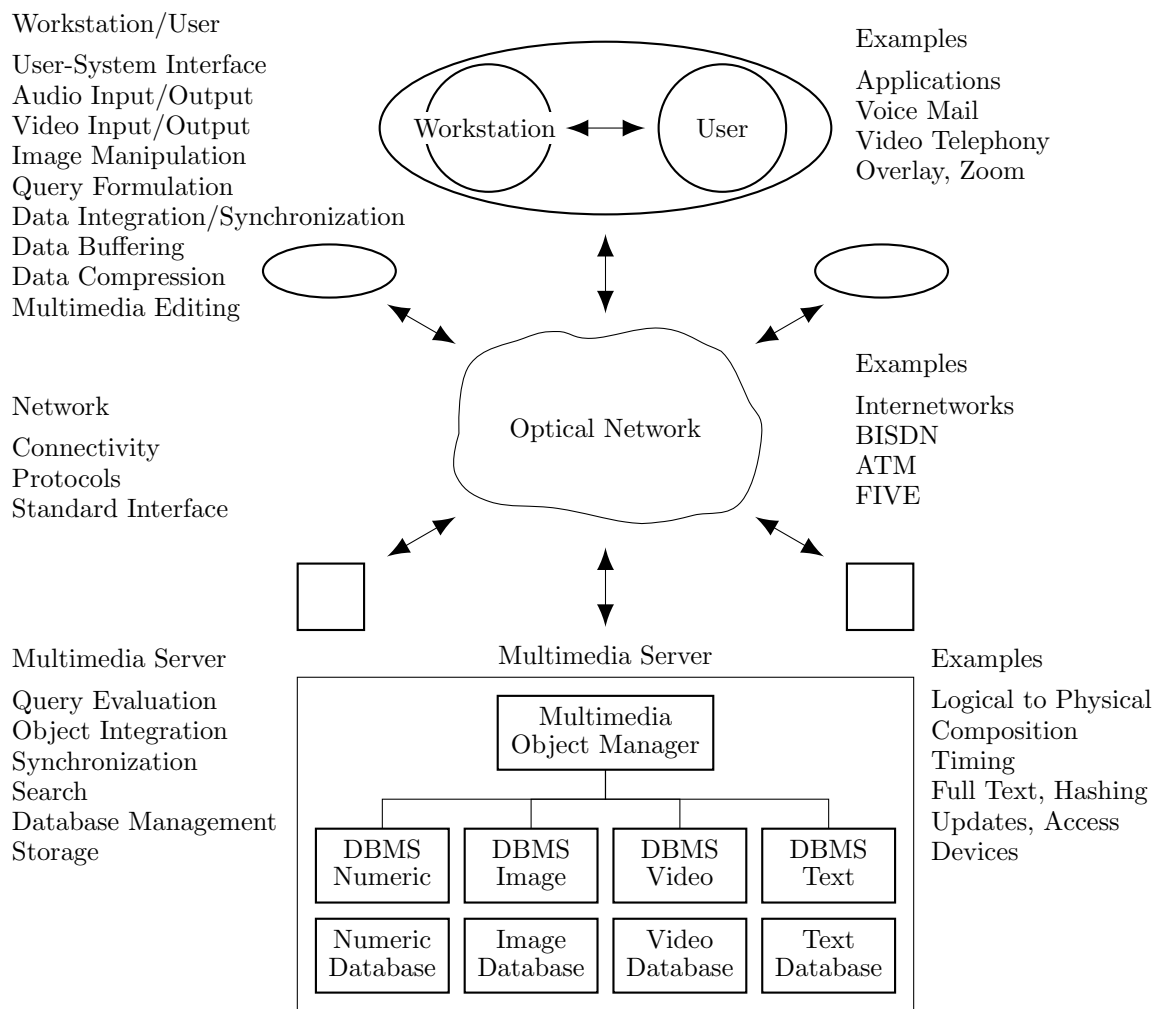 Workstation/User
User-System Interface
Audio Input/Output
Video Input/Output
Image Manipulation
Query Formulation
Data Integration/Synchronization
Data Buffering
Data Compression
Multimedia Editing
Workstation
User
Examples
Applications
Voice Mail
Video Telephony
Overlay, Zoom
Network
Connectivity
Protocols
Standard Interface
Optical Network
Examples
Internetworks
BISDN
ATM
FIVE
Multimedia Server
Query Evaluation
Object Integration
Synchronization
Search
Database Management
Storage
Multimedia Server
Multimedia
Object Manager
DBMS
Numeric
DBMS
Image
DBMS
Video
DBMS
Text
Numeric
Database
Image
Database
Video
Database
Text
Database
Examples
Logical to Physical
Composition
Timing
Full Text, Hashing
Updates, Access
Devices